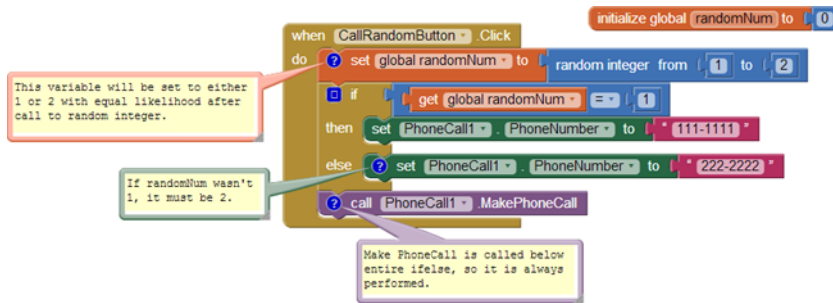 initialize global randomNum to 0
when CallRandomButton .Click
do ? set global randomNum to random integer from 1 to 2
This variable will be set to either
1 or 2 with equal likelihood after
call to random integer.
if get global randomNum = 1
then set PhoneCall1 . PhoneNumber to " 111-1111 "
else ? set PhoneCall1 . PhoneNumber to " 222-2222 "
If randomNum wasn't
1, it must be 2.
? call PhoneCall1 .MakePhoneCall
Make PhoneCall is called below
entire ifelse, so it is always
performed.